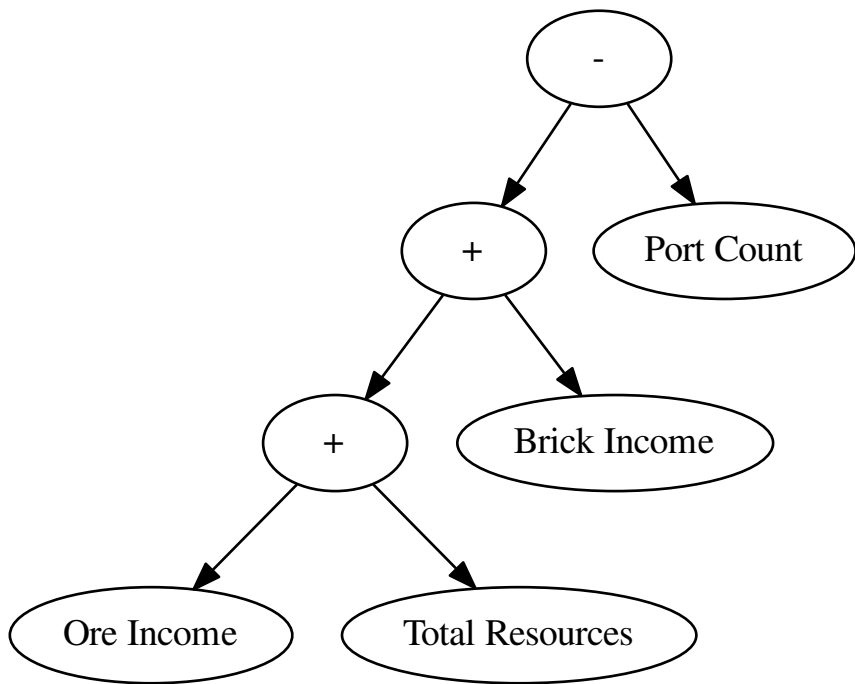 -
+
Port Count
+
Brick Income
Ore Income
Total Resources